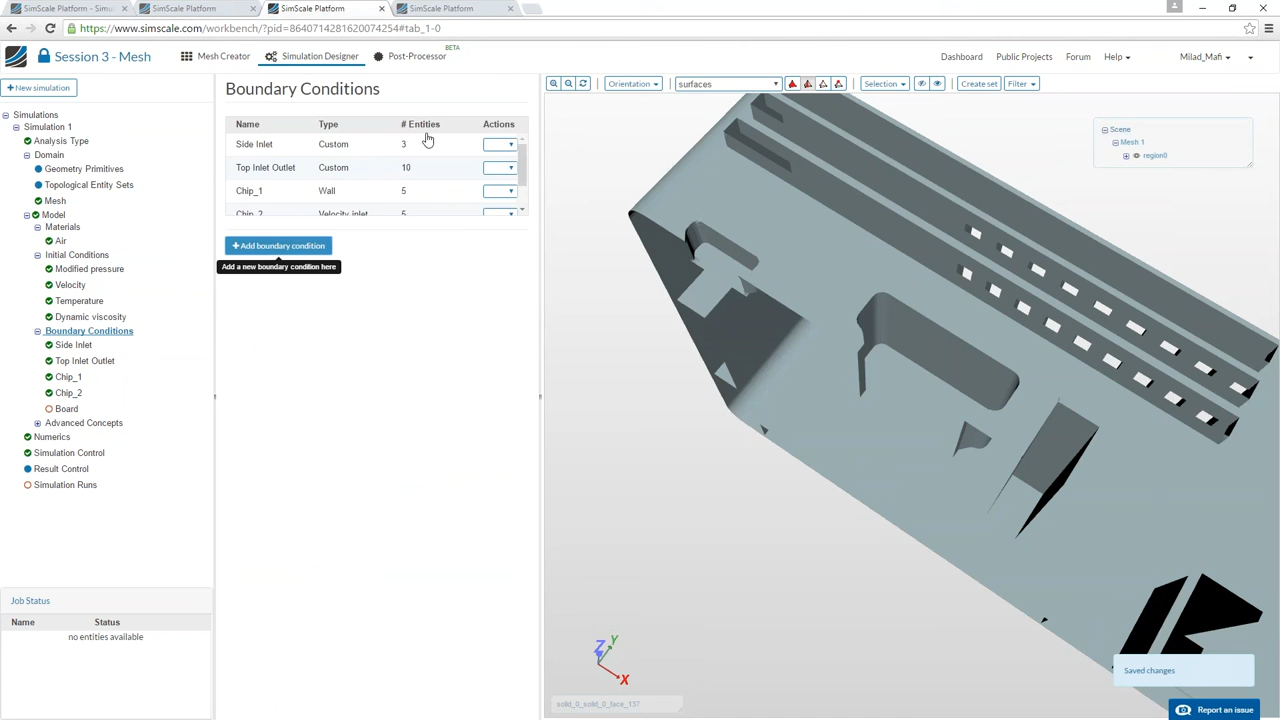 SimScale Platform - Sim
SimScale Platform
SimScale Platform
SimScale Platform
https://www.simscale.com/workbench/?pid=8640714281620074254#tab_1-0
Session 3 - Mesh
Mesh Creator
Simulation Designer
Post-Processor
BETA
Dashboard
Public Projects
Forum
Help
Milad_Mafi
New simulation
Simulations
Simulation 1
Analysis Type
Domain
Geometry Primitives
Topological Entity Sets
Mesh
Model
Materials
Air
Initial Conditions
Modified pressure
Velocity
Temperature
Dynamic viscosity
Boundary Conditions
Side Inlet
Top Inlet Outlet
Chip_1
Chip_2
Board
Advanced Concepts
Numerics
Simulation Control
Result Control
Simulation Runs
Job Status
Name Status
no entities available
Boundary Conditions
Name Type # Entities Actions
Side Inlet Custom 3
Top Inlet Outlet Custom 10
Chip_1 Wall 5
Chip_2 Velocity inlet 5
+ Add boundary condition
Add a new boundary condition here
Orientation
surfaces
Selection
Create set
Filter
Scene
Mesh 1
region0
Z Y
X
solid_0_solid_0_face_137
Saved changes
Report an issue